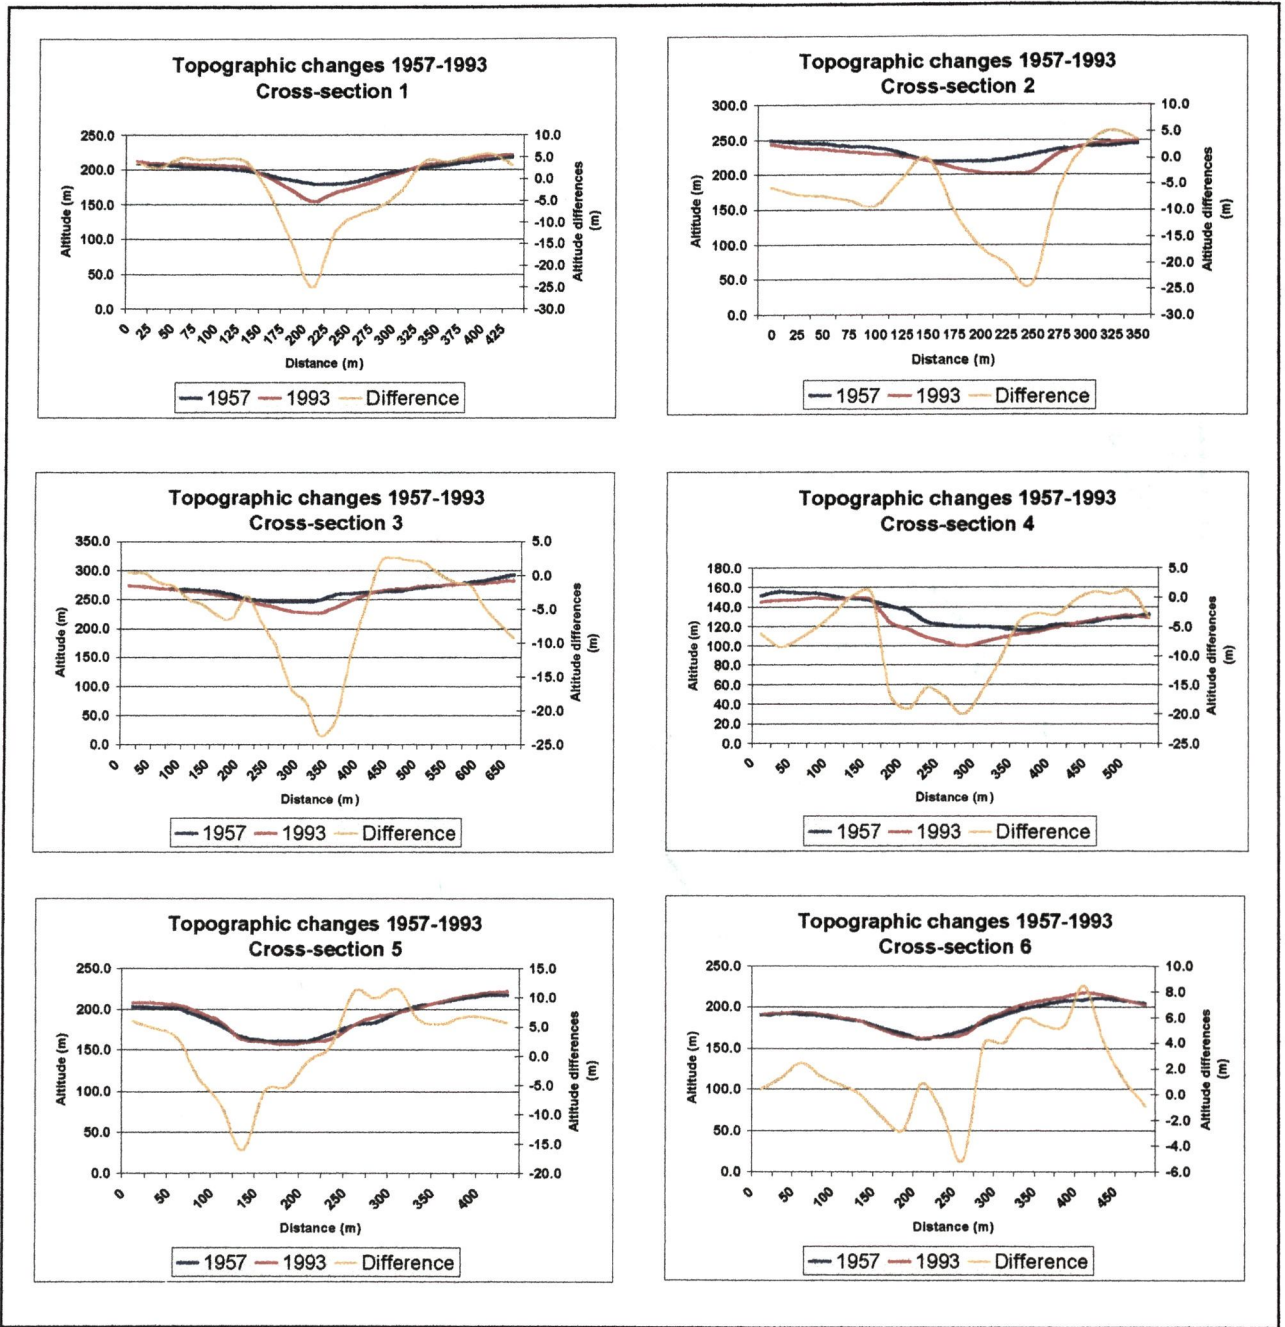 Topographic changes 1957-1993
Cross-section 1
250.0
200.0
150.0
100.0
50.0
0.0
Altitude (m)
10.0
5.0
0.0
-5.0
-10.0
-15.0
-20.0
-25.0
-30.0
Altitude differences
(m)
0 25 50 75 100 125 150 175 200 225 250 275 300 325 350 375 400 425
Distance (m)
1957 1993 Difference
Topographic changes 1957-1993
Cross-section 2
300.0
250.0
200.0
150.0
100.0
50.0
0.0
Altitude (m)
10.0
5.0
0.0
-5.0
-10.0
-15.0
-20.0
-25.0
-30.0
Altitude differences
(m)
0 25 50 75 100 125 150 175 200 225 250 275 300 325 350
Distance (m)
1957 1993 Difference
Topographic changes 1957-1993
Cross-section 3
350.0
300.0
250.0
200.0
150.0
100.0
50.0
0.0
Altitude (m)
5.0
0.0
-5.0
-10.0
-15.0
-20.0
-25.0
Altitude differences
(m)
0 50 100 150 200 250 300 350 400 450 500 550 600 650
Distance (m)
1957 1993 Difference
Topographic changes 1957-1993
Cross-section 4
180.0
160.0
140.0
120.0
100.0
80.0
60.0
40.0
20.0
0.0
Altitude (m)
5.0
0.0
-5.0
-10.0
-15.0
-20.0
-25.0
Altitude differences
(m)
0 50 100 150 200 250 300 350 400 450 500
Distance (m)
1957 1993 Difference
Topographic changes 1957-1993
Cross-section 5
250.0
200.0
150.0
100.0
50.0
0.0
Altitude (m)
15.0
10.0
5.0
0.0
-5.0
-10.0
-15.0
-20.0
Altitude differences
(m)
0 50 100 150 200 250 300 350 400
Distance (m)
1957 1993 Difference
Topographic changes 1957-1993
Cross-section 6
250.0
200.0
150.0
100.0
50.0
0.0
Altitude (m)
10.0
8.0
6.0
4.0
2.0
0.0
-2.0
-4.0
-6.0
Altitude differences
(m)
0 50 100 150 200 250 300 350 400 450
Distance (m)
1957 1993 Difference